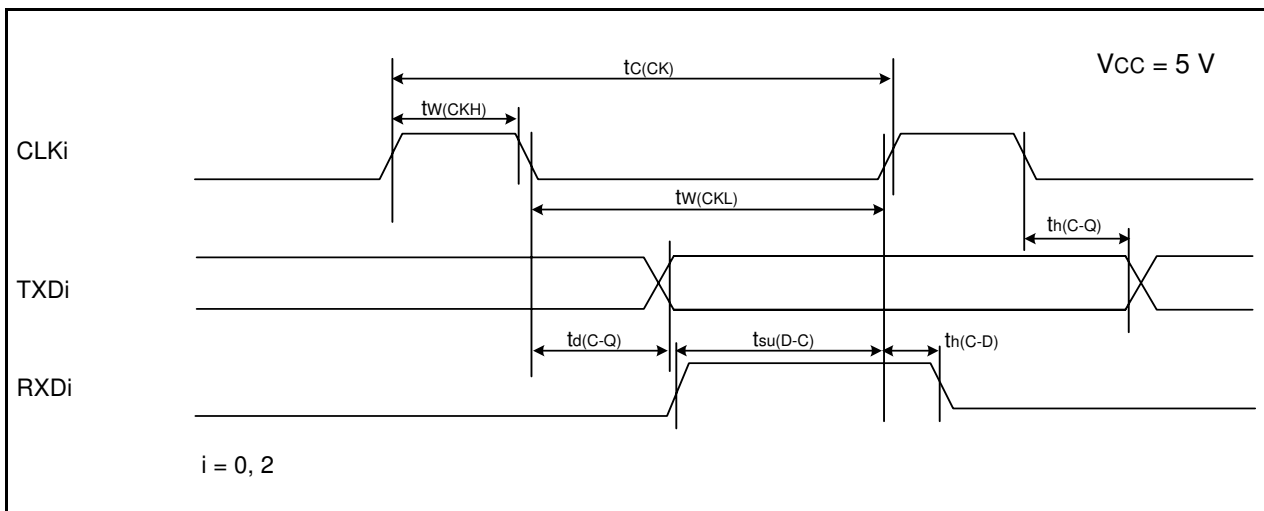 VCC = 5 V
tC(CK)
tW(CKH)
CLKi
tW(CKL)
th(C-Q)
TXDi
td(C-Q)
tsu(D-C)
th(C-D)
RXDi
i = 0, 2